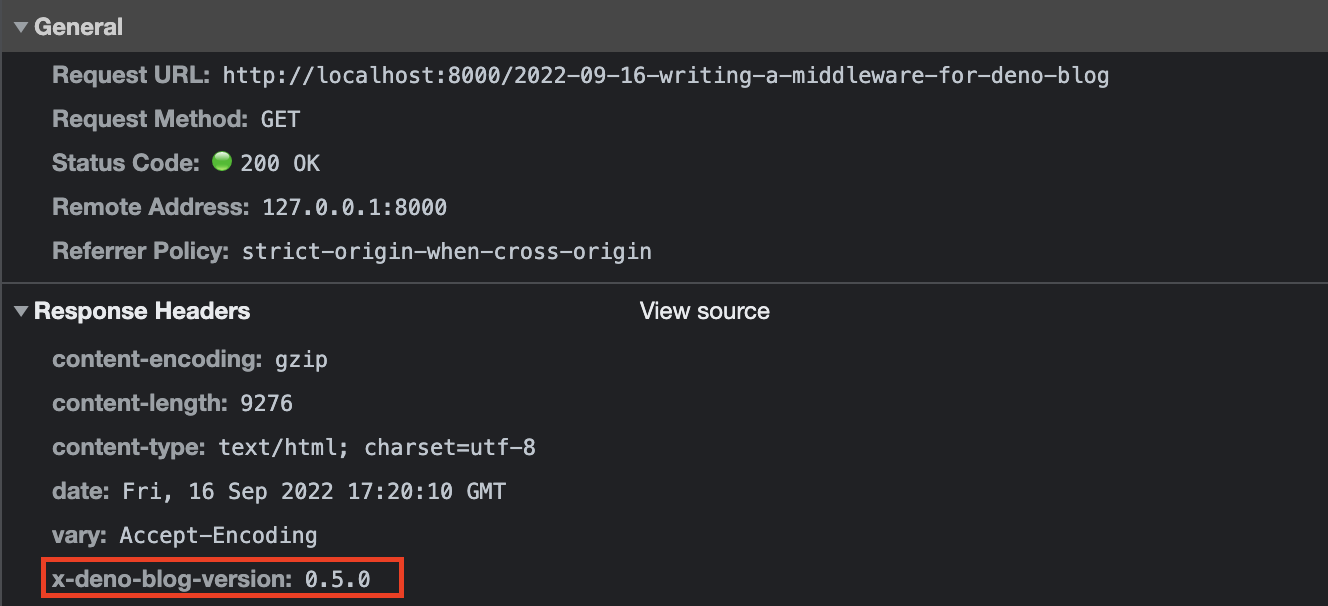 General
Request URL: http://localhost:8000/2022-09-16-writing-a-middleware-for-deno-blog
Request Method: GET
Status Code: 200 OK
Remote Address: 127.0.0.1:8000
Referrer Policy: strict-origin-when-cross-origin
Response Headers View source
content-encoding: gzip
content-length: 9276
content-type: text/html; charset=utf-8
date: Fri, 16 Sep 2022 17:20:10 GMT
vary: Accept-Encoding
x-deno-blog-version: 0.5.0